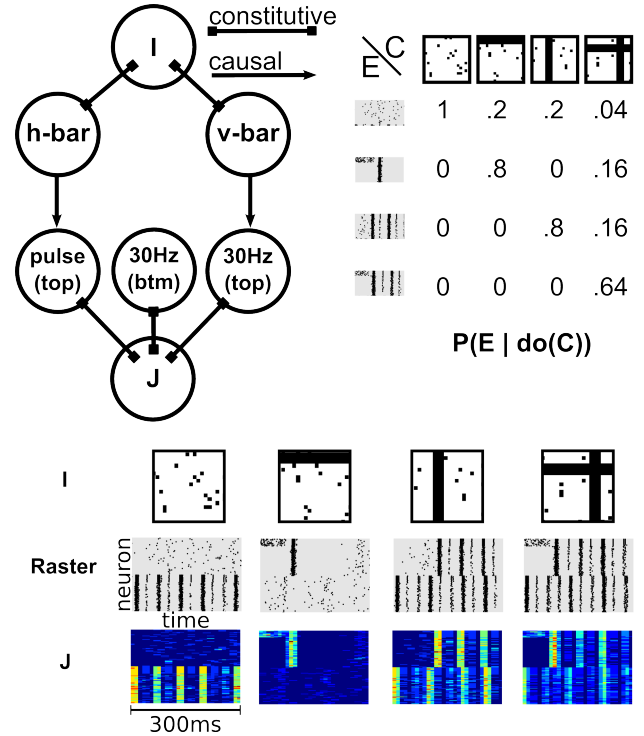 constitutive
causal
I
h-bar
v-bar
pulse
(top)
30Hz
(btm)
30Hz
(top)
J
E C
1 .2 .2 .04
0 .8 0 .16
0 0 .8 .16
0 0 0 .64
P(E | do(C))
I
Raster
neuron
time
J
300ms